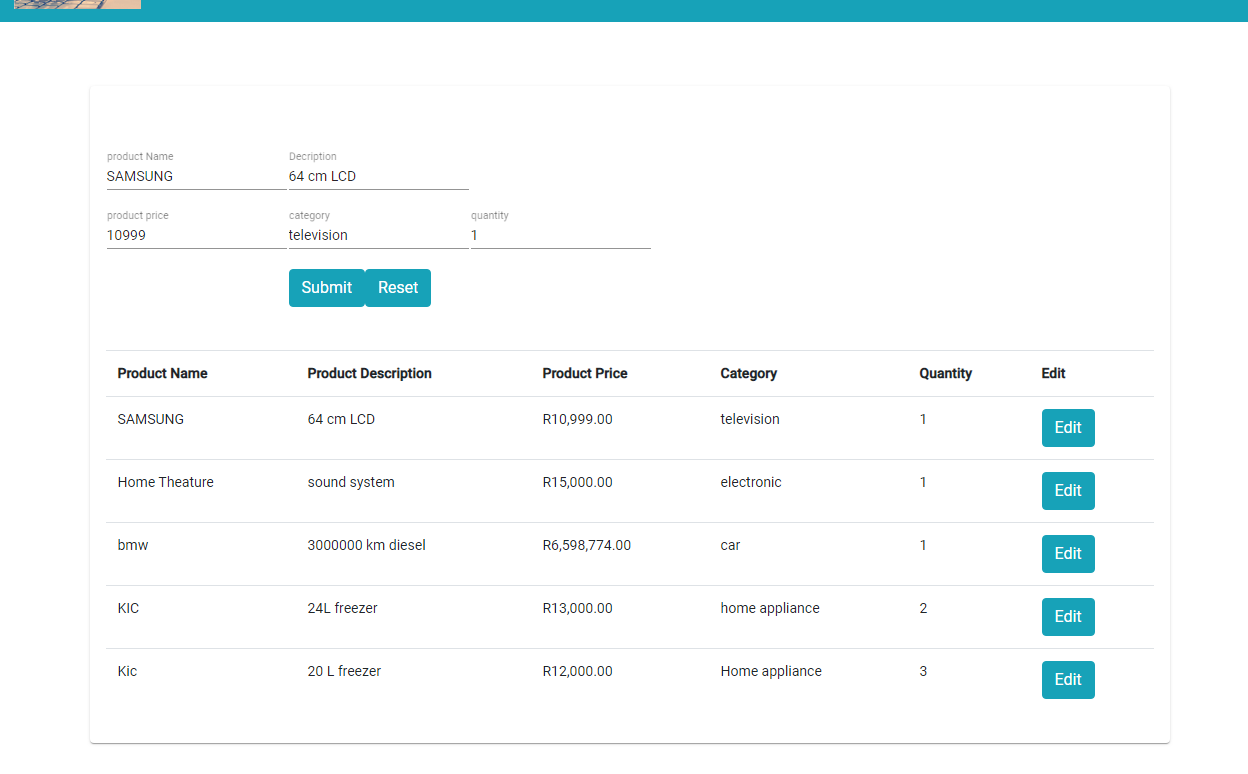 product Name Decription
SAMSUNG 64 cm LCD
product price category quantity
10999 television 1
Submit Reset
Product Name Product Description Product Price Category Quantity Edit
SAMSUNG 64 cm LCD R10,999.00 television 1 Edit
Home Theature sound system R15,000.00 electronic 1 Edit
bmw 3000000 km diesel R6,598,774.00 car 1 Edit
KIC 24L freezer R13,000.00 home appliance 2 Edit
Kic 20 L freezer R12,000.00 Home appliance 3 Edit